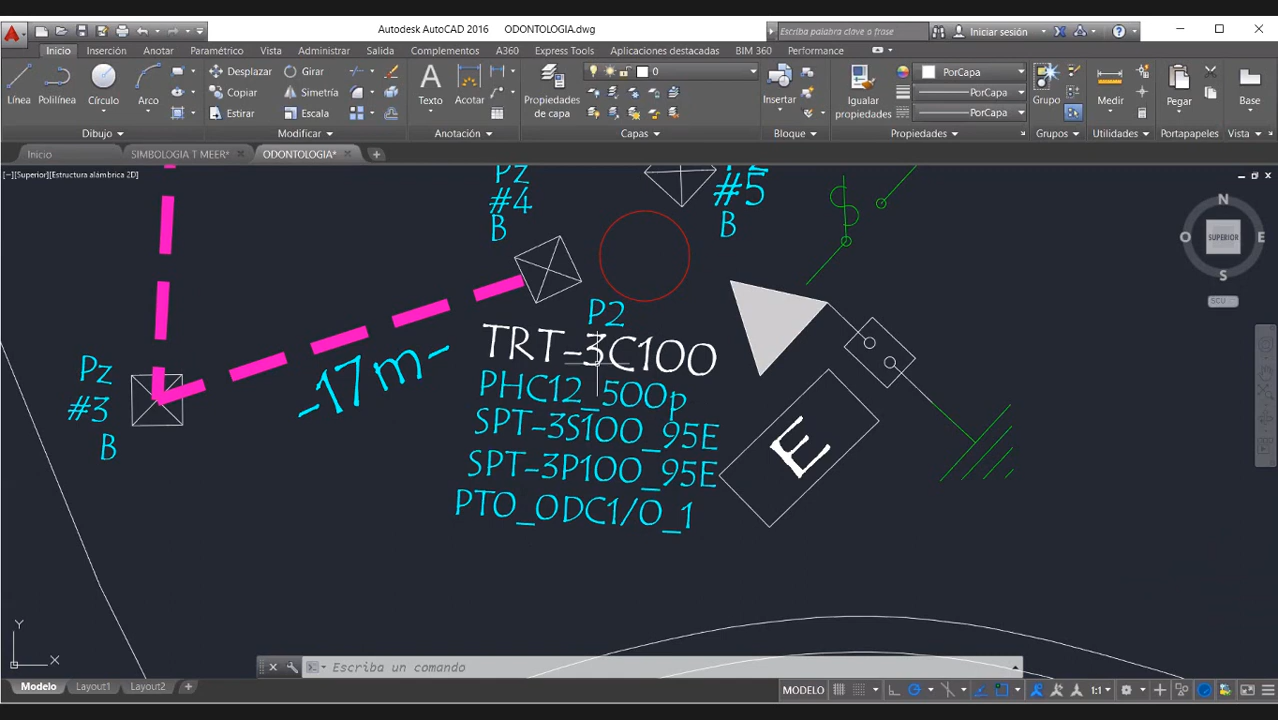 Autodesk AutoCAD 2016 ODONTOLOGIA.dwg
Escriba palabra clave o frase
Iniciar sesión
Inicio Inserción Anotar Paramétrico Vista Administrar Salida Complementos A360 Express Tools Aplicaciones destacadas BIM 360 Performance
Línea Polilínea Círculo Arco
Desplazar Girar
Copiar Simetría
Estirar Escala
Texto Acotar
Propiedades de capa
0
Insertar
Igualar propiedades
PorCapa
PorCapa
PorCapa
Grupo
Medir
Pegar
Base
Dibujo Modificar Anotación Capas Bloque Propiedades Grupos Utilidades Portapapeles Vista
Inicio SIMBOLOGIA T MEER* ODONTOLOGIA*
[−][Superior][Estructura alámbrica 2D]
Pz
#4
B
#5
B
$
N
O SUPERIOR E
S
SCU
P2
TRT-3C100
PHC12_500p
SPT-3S100_95E
SPT-3P100_95E
PTO_ODC1/0_1
E
-17m-
Pz
#3
B
Y
X
Escriba un comando
Modelo Layout1 Layout2
MODELO
1:1